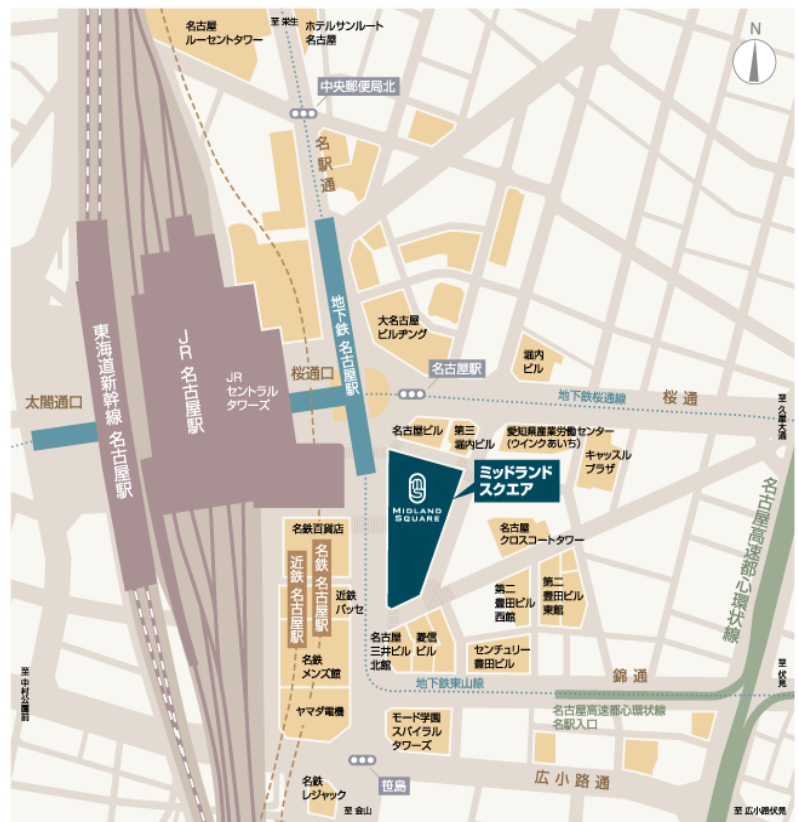 名古屋
ルーセントタワー
至 栄生
ホテルサンルート
名古屋
N
中央郵便局北
名駅通
地下鉄 名古屋駅
大名古屋
ビルヂング
東海道新幹線 名古屋駅
JR 名古屋駅
JR
セントラル
タワーズ
桜通口
太閤通口
名古屋駅
堀内
ビル
地下鉄桜通線
桜通
至 久屋大通
名古屋ビル
第三
堀内ビル
愛知県産業労働センター
(ウインクあいち)
キャッスル
プラザ
ミッドランド
スクエア
MIDLAND
SQUARE
名古屋高速都心環状線
名鉄百貨店
名古屋
クロスコートタワー
近鉄 名古屋駅
名鉄 名古屋駅
近鉄
パッセ
第二
豊田ビル
西館
第二
豊田ビル
東館
名古屋
三井ビル
北館
菱信
ビル
センチュリー
豊田ビル
名鉄
メンズ館
至 中村公園前
地下鉄東山線
錦通
至 伏見
ヤマダ電機
モード学園
スパイラル
タワーズ
名古屋高速都心環状線
名駅入口
笹島
広小路通
名鉄
レジャック
至 金山
至 広小路伏見